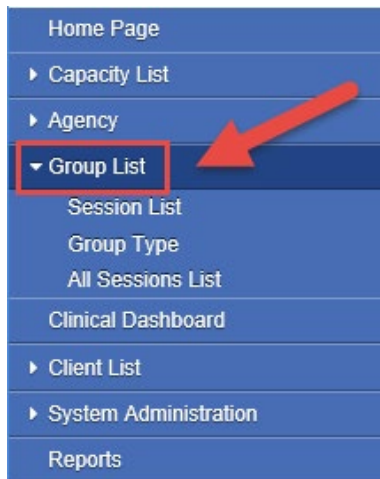 Home Page
Capacity List
Agency
Group List
Session List
Group Type
All Sessions List
Clinical Dashboard
Client List
System Administration
Reports